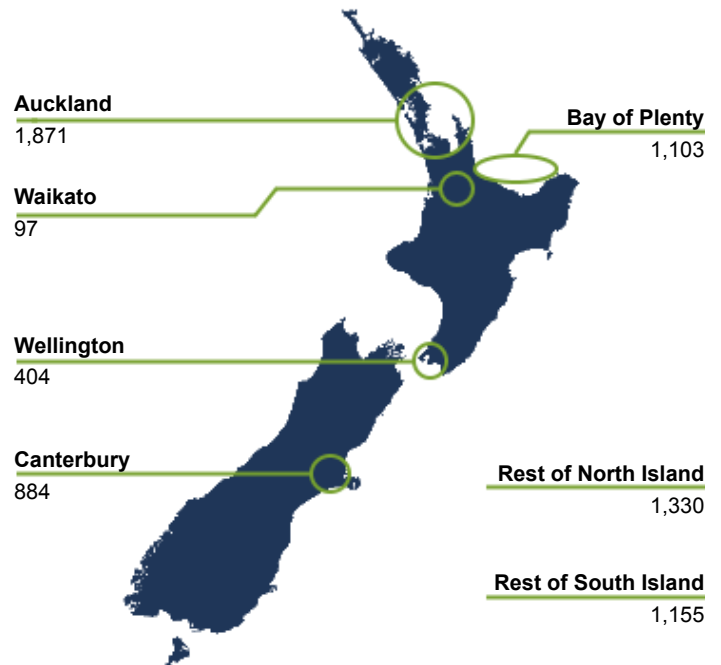 Auckland
1,871
Bay of Plenty
1,103
Waikato
97
Wellington
404
Canterbury
884
Rest of North Island
1,330
Rest of South Island
1,155